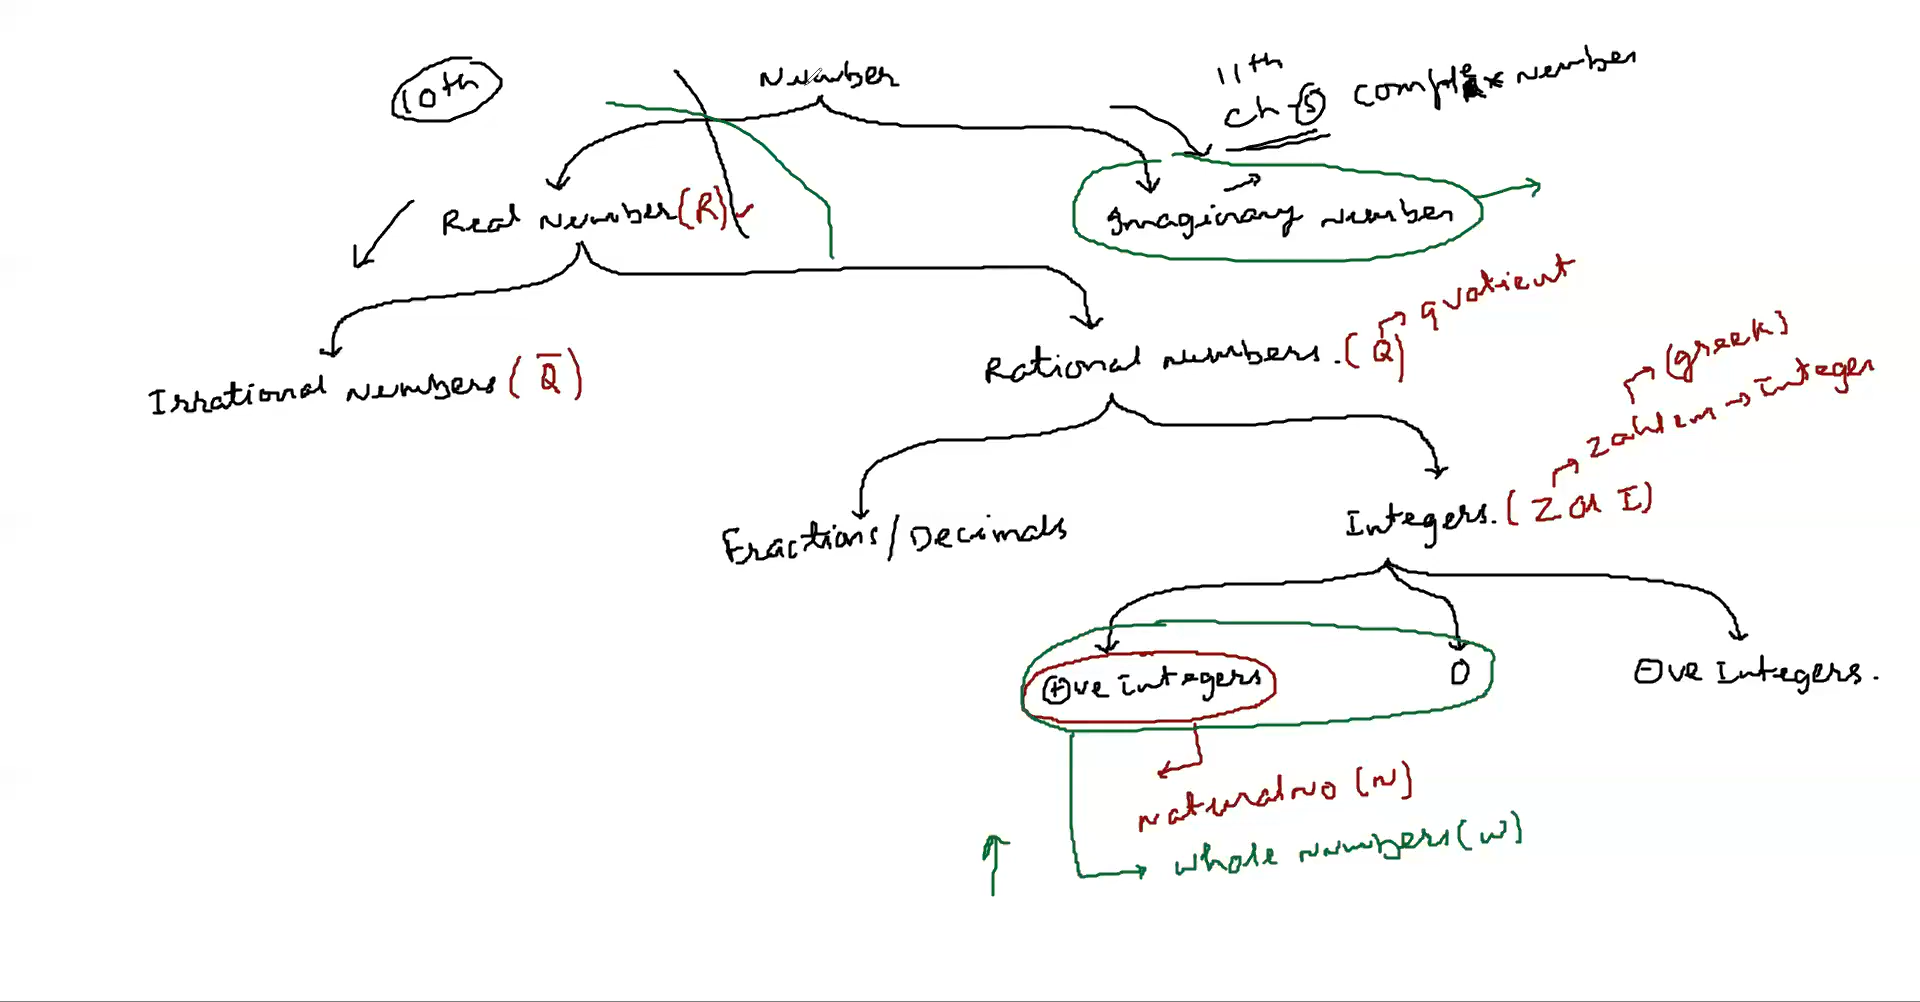 10th
Number
11th
ch-5 complex number
Real Number (R)
Imaginary Number
quotient
Irrational Numbers (Q̅)
Rational numbers. (Q)
(greek)
zahlem → Integer
Fractions/Decimals
Integers. (Z or I)
⊕ve Integers
0
⊖ve Integers.
Natural NO (N)
whole numbers (w)